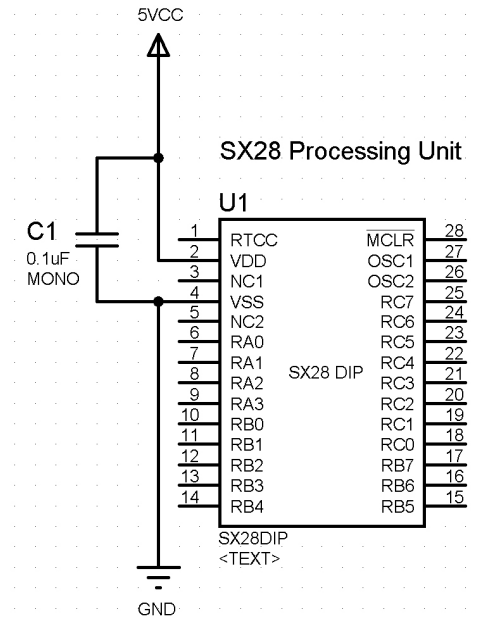 5VCC
SX28 Processing Unit
U1
C1
0.1uF
MONO
1 RTCC MCLR 28
2 VDD OSC1 27
3 NC1 OSC2 26
4 VSS RC7 25
5 NC2 RC6 24
6 RA0 RC5 23
7 RA1 RC4 22
8 RA2 RC3 21
9 RA3 RC2 20
10 RB0 RC1 19
11 RB1 RC0 18
12 RB2 RB7 17
13 RB3 RB6 16
14 RB4 RB5 15
SX28 DIP
SX28DIP
<TEXT>
GND